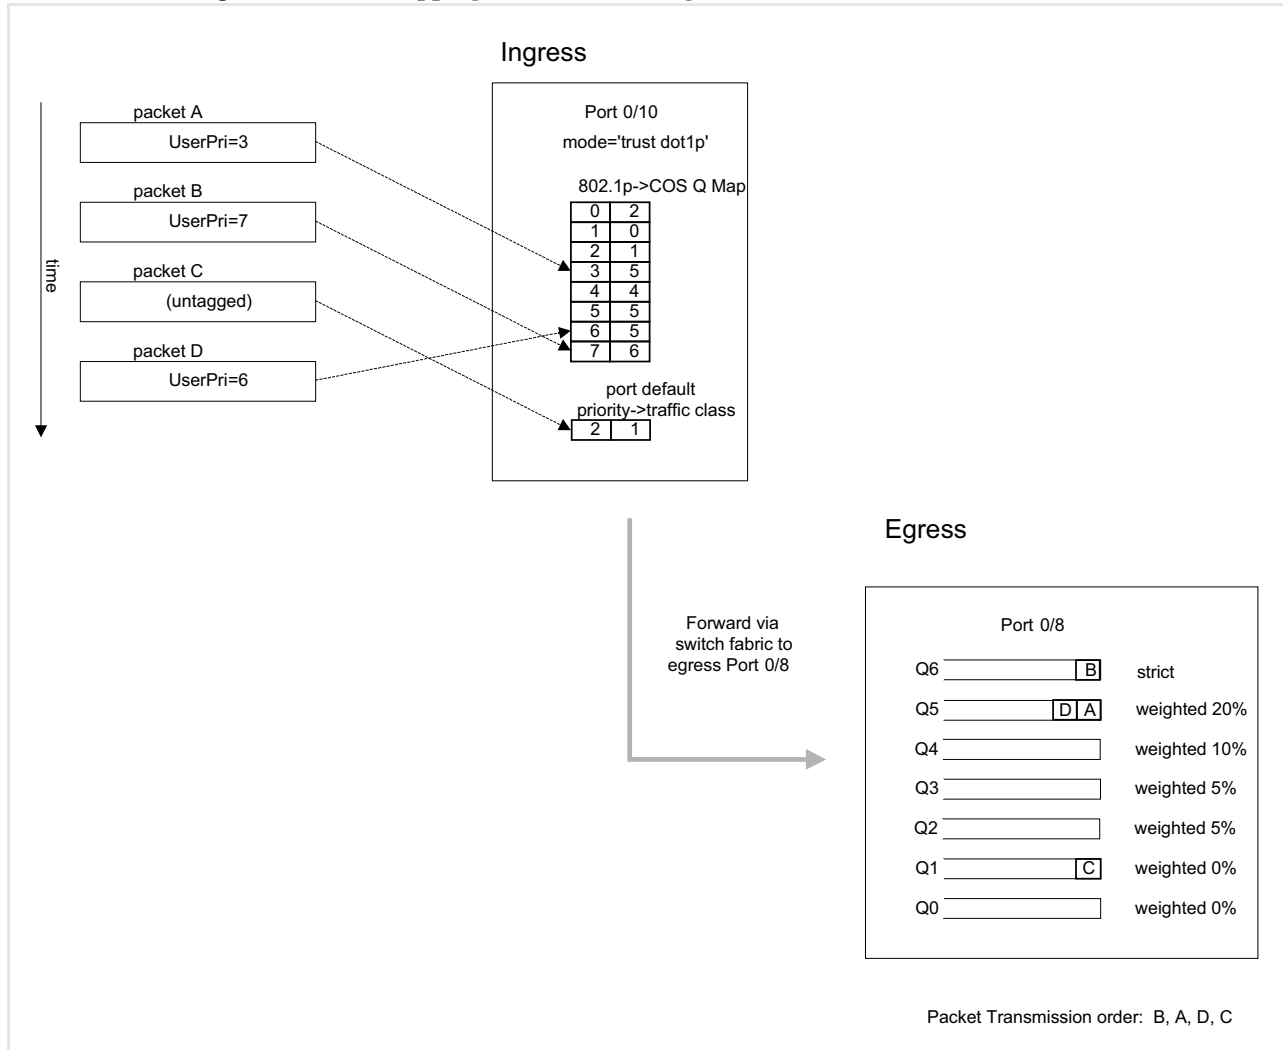 Ingress
packet A
UserPri=3
packet B
UserPri=7
packet C
(untagged)
packet D
UserPri=6
time
Port 0/10
mode='trust dot1p'
802.1p->COS Q Map
0 2
1 0
2 1
3 5
4 4
5 5
6 5
7 6
port default
priority->traffic class
2 1
Forward via
switch fabric to
egress Port 0/8
Egress
Port 0/8
Q6 B strict
Q5 D A weighted 20%
Q4 weighted 10%
Q3 weighted 5%
Q2 weighted 5%
Q1 C weighted 0%
Q0 weighted 0%
Packet Transmission order: B, A, D, C